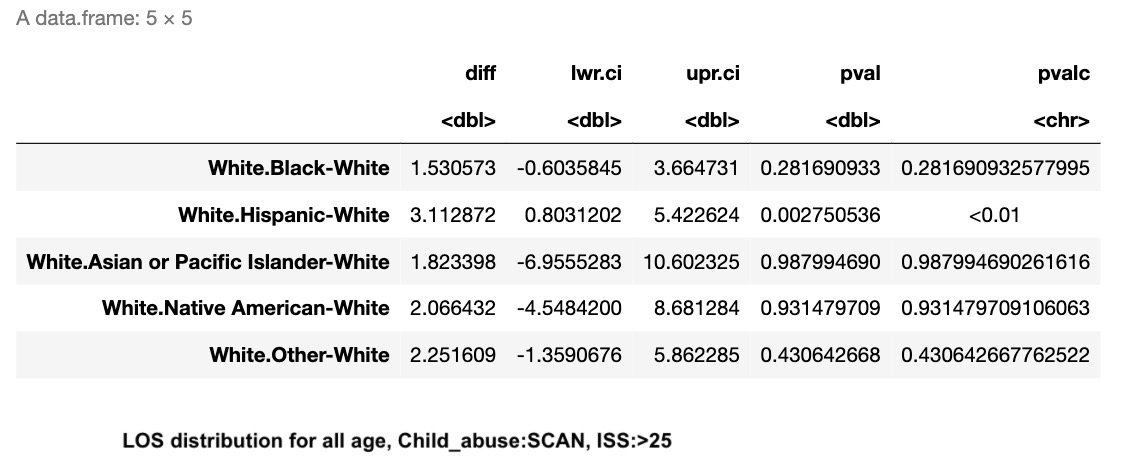 A data.frame: 5 × 5
diff lwr.ci upr.ci pval pvalc
<dbl> <dbl> <dbl> <dbl> <chr>
White.Black-White 1.530573 -0.6035845 3.664731 0.281690933 0.281690932577995
White.Hispanic-White 3.112872 0.8031202 5.422624 0.002750536 <0.01
White.Asian or Pacific Islander-White 1.823398 -6.9555283 10.602325 0.987994690 0.987994690261616
White.Native American-White 2.066432 -4.5484200 8.681284 0.931479709 0.931479709106063
White.Other-White 2.251609 -1.3590676 5.862285 0.430642668 0.430642667762522
LOS distribution for all age, Child_abuse:SCAN, ISS:>25